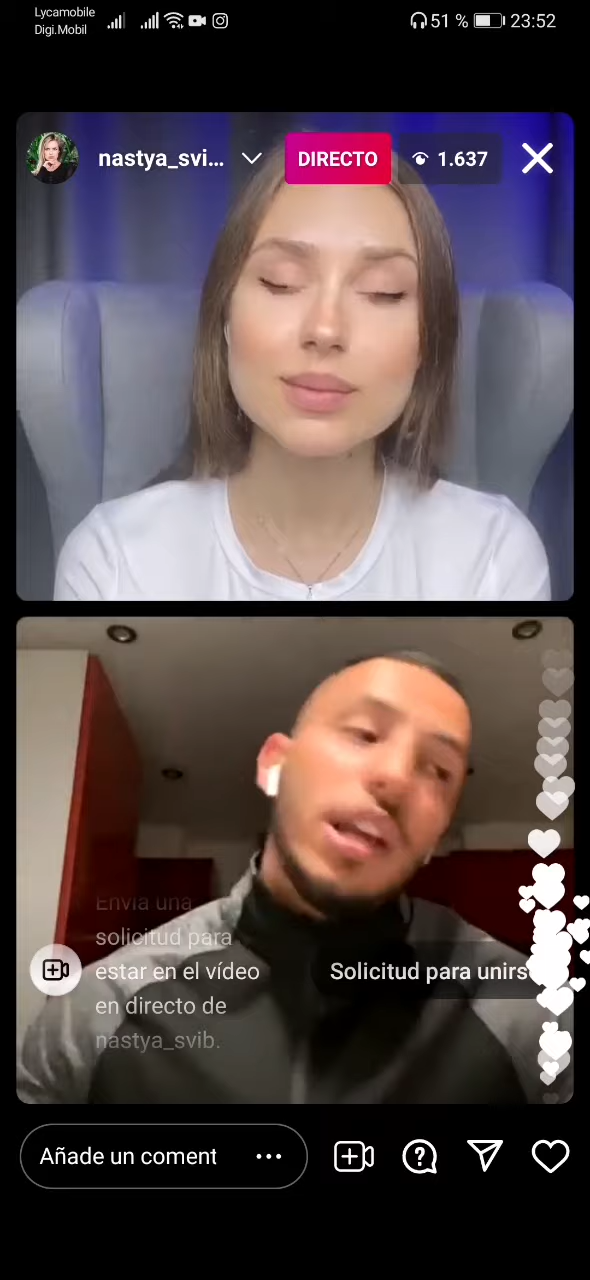 Lycamobile
Digi.Mobil
51 %
23:52
nastya_svi...
DIRECTO
1.637
Envía una
solicitud para
estar en el vídeo
en directo de
nastya_svib.
Solicitud para unirs
Añade un coment